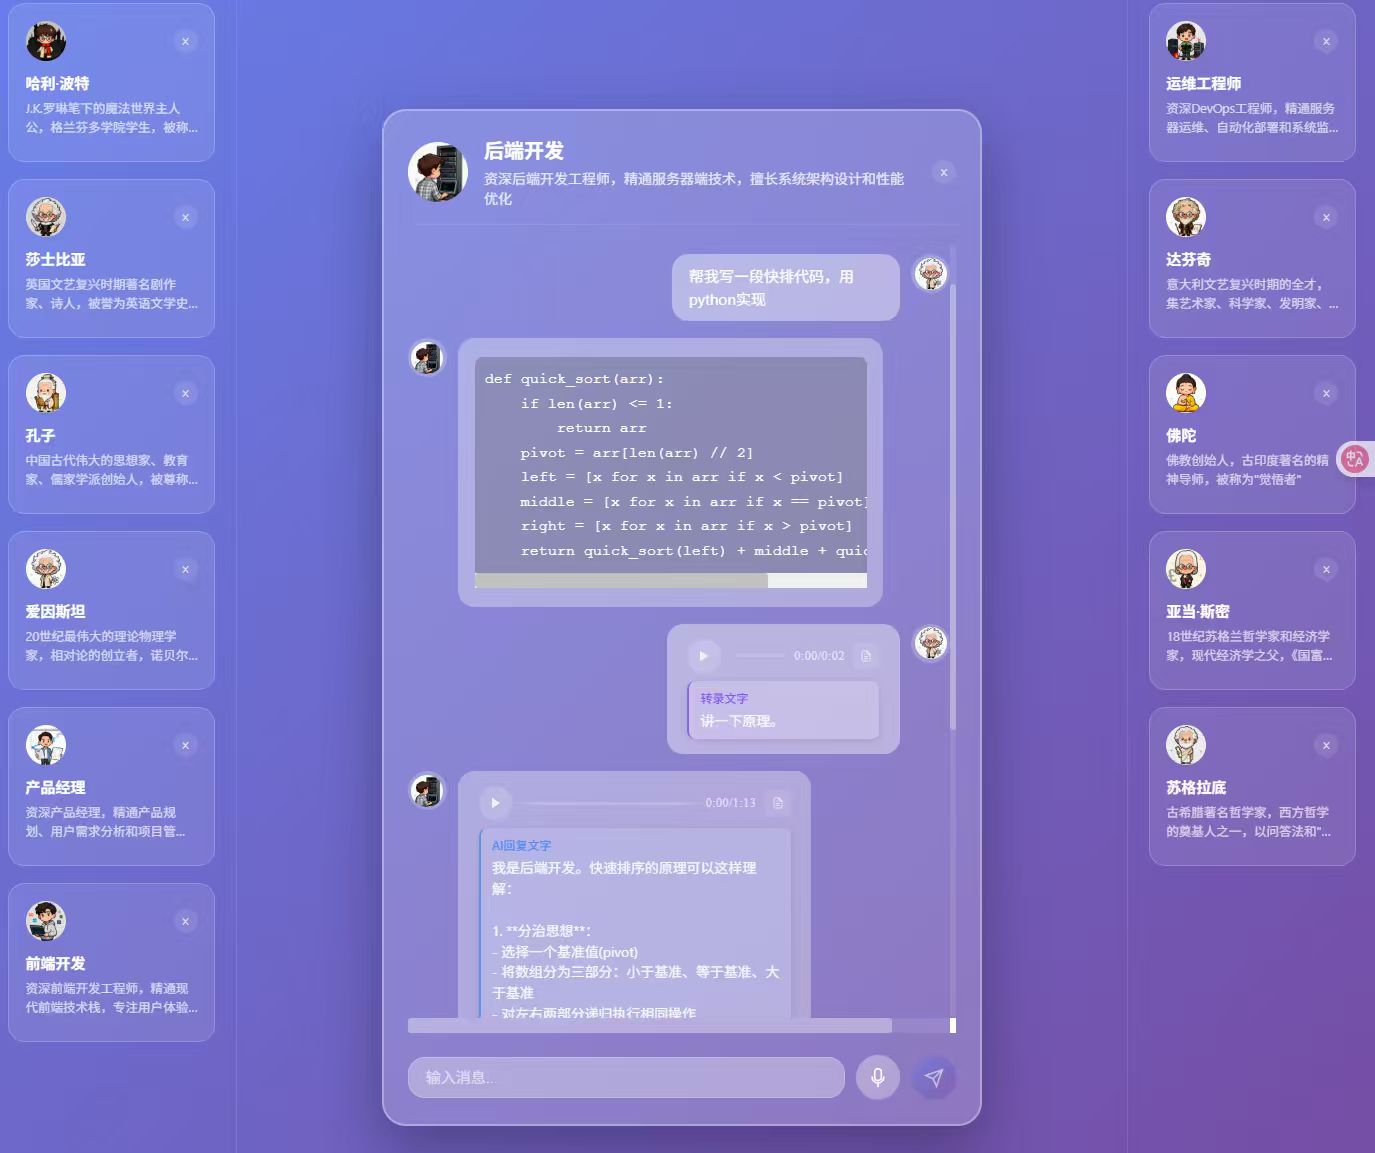 哈利·波特
J.K.罗琳笔下的魔法世界主人
公，格兰芬多学院学生，被称...
莎士比亚
英国文艺复兴时期著名剧作
家、诗人，被誉为英语文学史...
孔子
中国古代伟大的思想家、教育
家、儒家学派创始人，被尊称...
爱因斯坦
20世纪最伟大的理论物理学
家，相对论的创立者，诺贝尔...
产品经理
资深产品经理，精通产品规
划、用户需求分析和项目管...
前端开发
资深前端开发工程师，精通现
代前端技术栈，专注用户体验...
后端开发
资深后端开发工程师，精通服务器端技术，擅长系统架构设计和性能
优化
帮我写一段快排代码，用
python实现
def quick_sort(arr):
    if len(arr) <= 1:
        return arr
    pivot = arr[len(arr) // 2]
    left = [x for x in arr if x < pivot]
    middle = [x for x in arr if x == pivot]
    right = [x for x in arr if x > pivot]
    return quick_sort(left) + middle + quic
0:00/0:02
转录文字
讲一下原理。
0:00/1:13
AI回复文字
我是后端开发。快速排序的原理可以这样理
解：
1. **分治思想**：
- 选择一个基准值(pivot)
- 将数组分为三部分：小于基准、等于基准、大
于基准
- 对左右两部分递归执行相同操作
输入消息...
运维工程师
资深DevOps工程师，精通服务
器运维、自动化部署和系统监...
达芬奇
意大利文艺复兴时期的全才，
集艺术家、科学家、发明家、...
佛陀
佛教创始人，古印度著名的精
神导师，被称为"觉悟者"
中A
亚当·斯密
18世纪苏格兰哲学家和经济学
家，现代经济学之父，《国富...
苏格拉底
古希腊著名哲学家，西方哲学
的奠基人之一，以问答法和"...